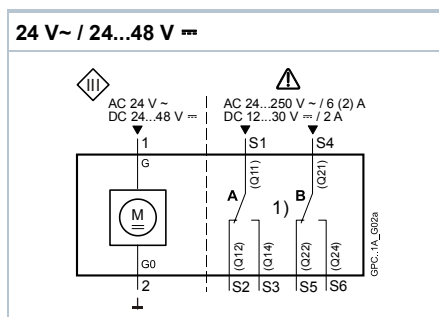 24 V~ / 24...48 V ⎓
III
AC 24 V ~
DC 24...48 V ⎓
AC 24...250 V ~ / 6 (2) A
DC 12...30 V ⎓ / 2 A
1 S1 S4
G (Q11) (Q21)
A B
M 1)
(Q12) (Q14) (Q22) (Q24)
G0
2 S2 S3 S5 S6
GPC..1A_G02a